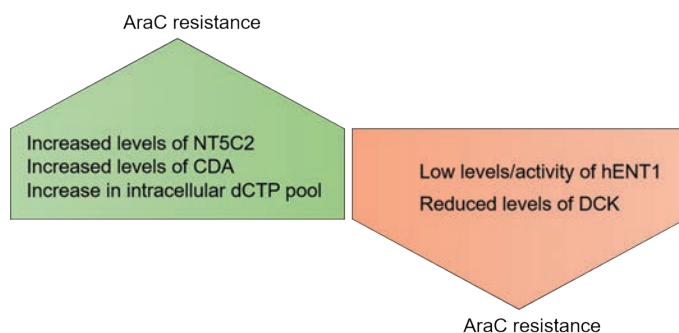 AraC resistance
Increased levels of NT5C2
Increased levels of CDA
Increase in intracellular dCTP pool
Low levels/activity of hENT1
Reduced levels of DCK
AraC resistance